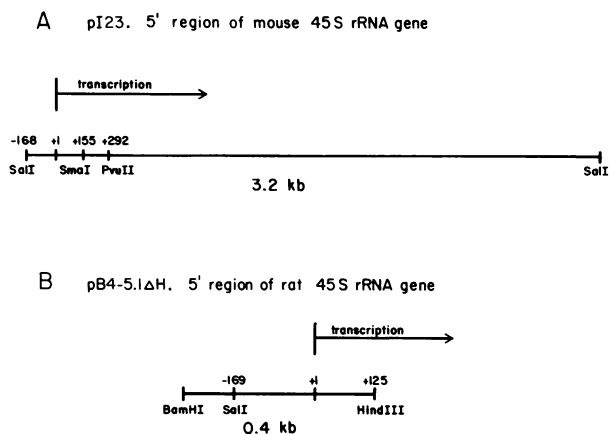 A pI23. 5' region of mouse 45S rRNA gene
transcription
-168 +1 +155 +292
SalI SmaI PvuII SalI
3.2 kb
B pB4-5.1ΔH. 5' region of rat 45S rRNA gene
transcription
-169 +1 +125
BamHI SalI HindIII
0.4 kb